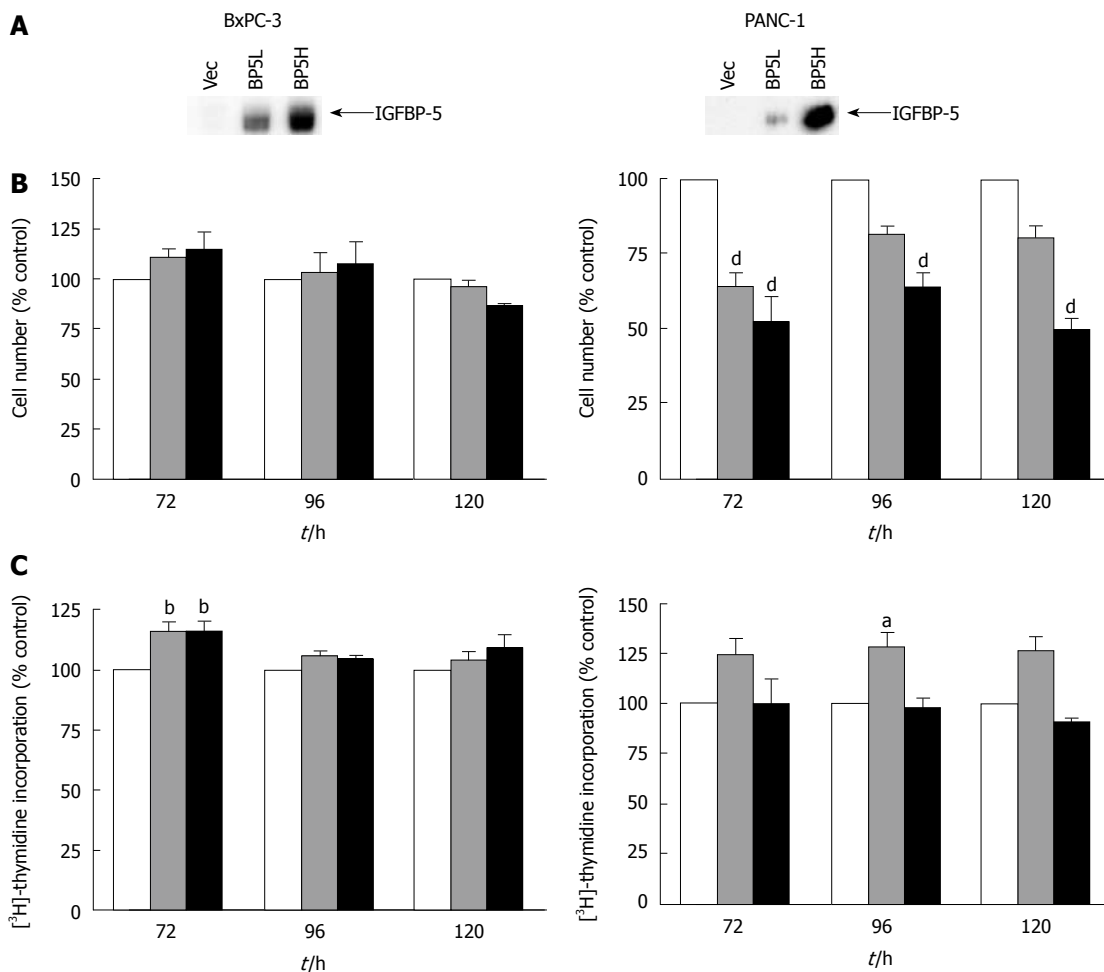 A
BxPC-3
Vec
BP5L
BP5H
IGFBP-5
PANC-1
Vec
BP5L
BP5H
IGFBP-5
B
Cell number (% control)
150
125
100
75
50
25
0
72
96
120
t/h
Cell number (% control)
100
75
50
25
0
d
d
d
d
72
96
120
t/h
C
[³H]-thymidine incorporation (% control)
125
100
75
50
25
0
b
b
72
96
120
t/h
[³H]-thymidine incorporation (% control)
150
125
100
75
50
25
0
a
72
96
120
t/h